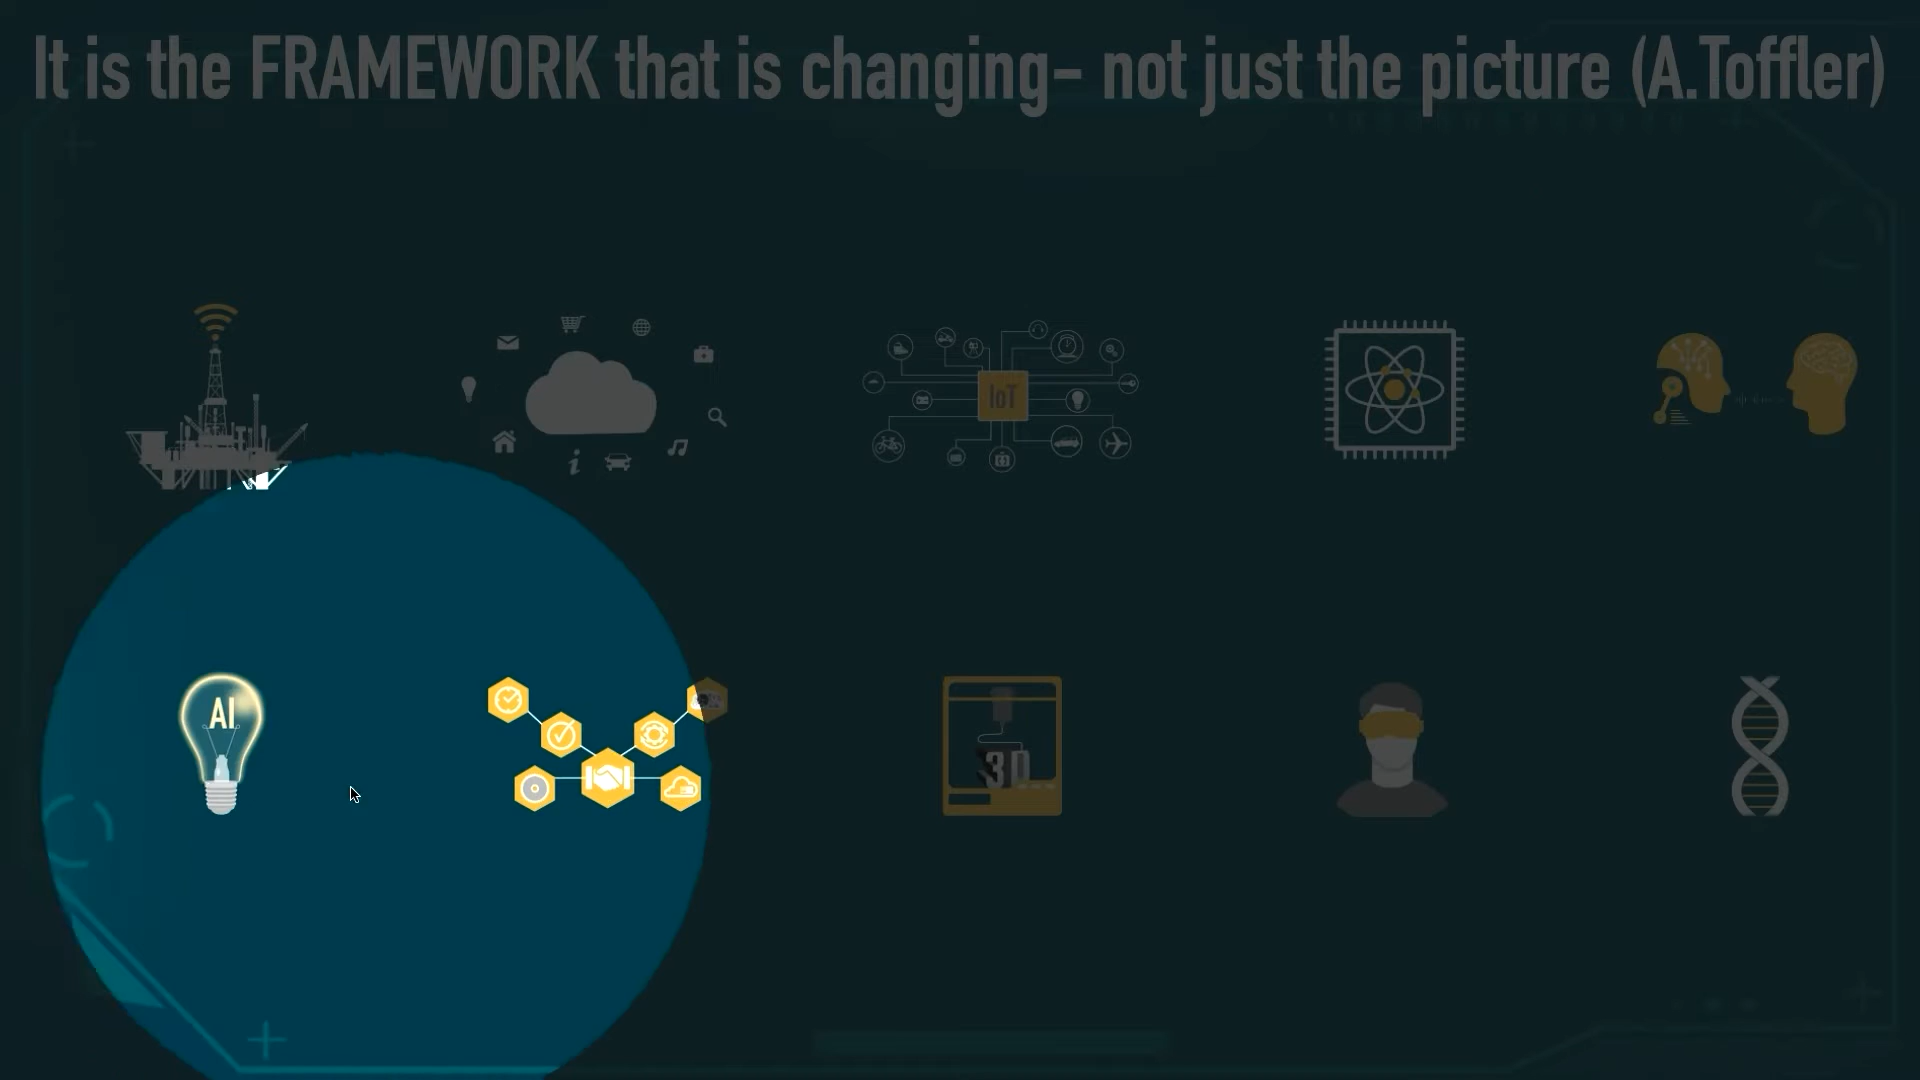 It is the FRAMEWORK that is changing– not just the picture (A.Toffler)
IoT
i
AI
3D